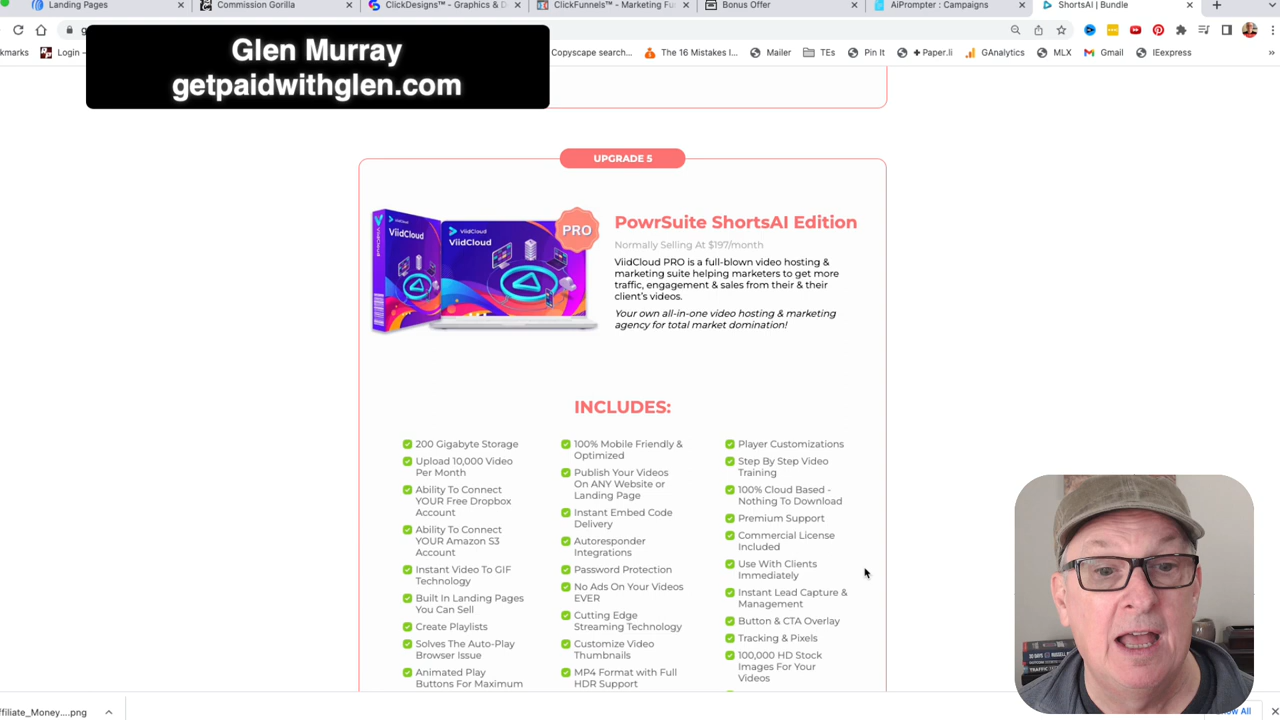 Landing Pages
Commission Gorilla
ClickDesigns™ - Graphics & D
ClickFunnels™ - Marketing Fu
Bonus Offer
AiPrompter : Campaigns
ShortsAI | Bundle
Glen Murray
getpaidwithglen.com
okmarks
Login -
Copyscape search...
The 16 Mistakes I...
Mailer
TEs
Pin It
+ Paper.li
GAnalytics
MLX
Gmail
IEexpress
UPGRADE 5
ViidCloud
ViidCloud
ViidCloud
PRO
PowrSuite ShortsAI Edition
Normally Selling At $197/month
ViidCloud PRO is a full-blown video hosting &
marketing suite helping marketers to get more
traffic, engagement & sales from their & their
client's videos.
Your own all-in-one video hosting & marketing
agency for total market domination!
INCLUDES:
200 Gigabyte Storage
Upload 10,000 Video
Per Month
Ability To Connect
YOUR Free Dropbox
Account
Ability To Connect
YOUR Amazon S3
Account
Instant Video To GIF
Technology
Built In Landing Pages
You Can Sell
Create Playlists
Solves The Auto-Play
Browser Issue
Animated Play
Buttons For Maximum
100% Mobile Friendly &
Optimized
Publish Your Videos
On ANY Website or
Landing Page
Instant Embed Code
Delivery
Autoresponder
Integrations
Password Protection
No Ads On Your Videos
EVER
Cutting Edge
Streaming Technology
Customize Video
Thumbnails
MP4 Format with Full
HDR Support
Player Customizations
Step By Step Video
Training
100% Cloud Based -
Nothing To Download
Premium Support
Commercial License
Included
Use With Clients
Immediately
Instant Lead Capture &
Management
Button & CTA Overlay
Tracking & Pixels
100,000 HD Stock
Images For Your
Videos
ffiliate_Money....png
Show All